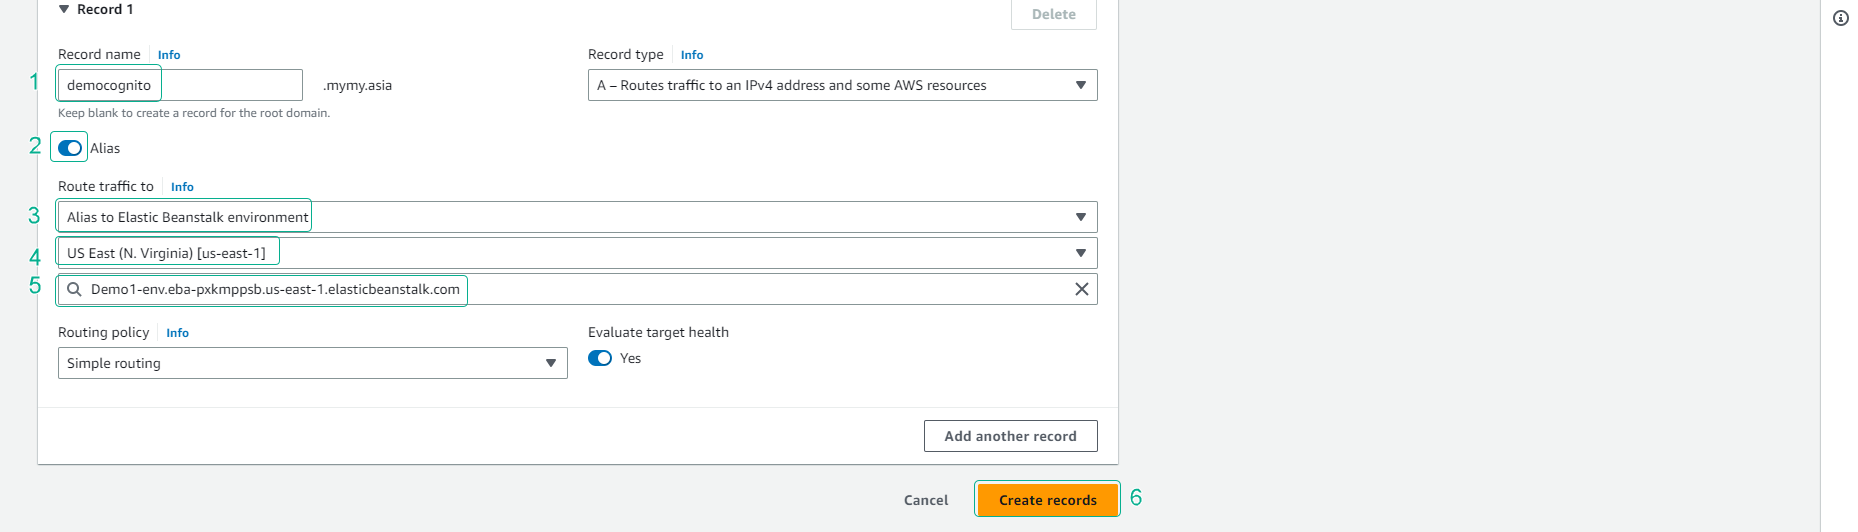 Record 1
Delete
Record name Info
Record type Info
1 democognito .mymy.asia
A – Routes traffic to an IPv4 address and some AWS resources
Keep blank to create a record for the root domain.
2 Alias
Route traffic to Info
3 Alias to Elastic Beanstalk environment
4 US East (N. Virginia) [us-east-1]
5 Demo1-env.eba-pxkmppsb.us-east-1.elasticbeanstalk.com
Routing policy Info
Evaluate target health
Simple routing
Yes
Add another record
Cancel
Create records 6